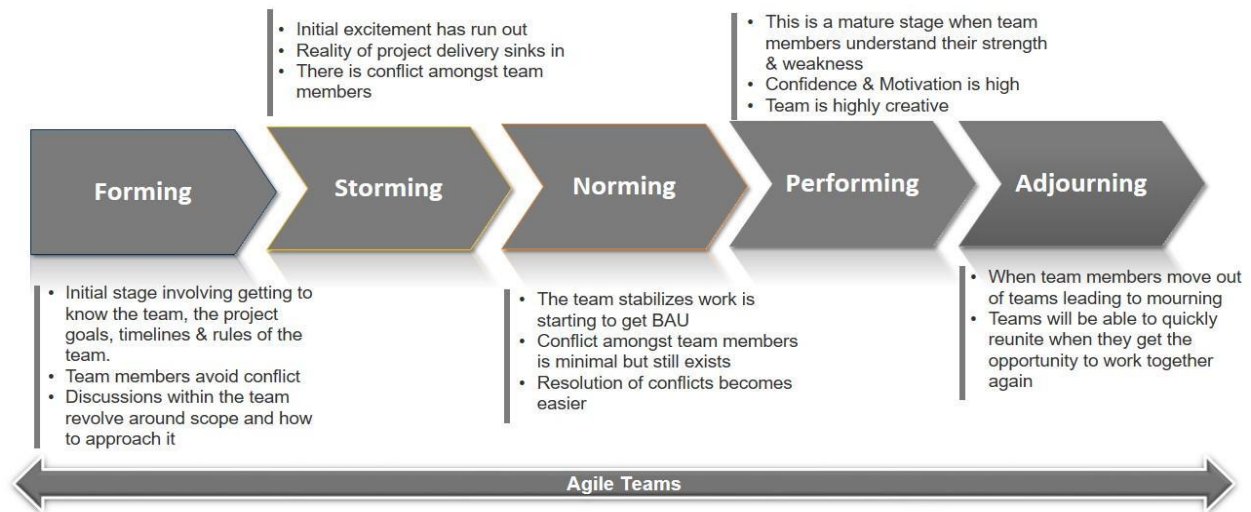 • Initial excitement has run out
• Reality of project delivery sinks in
• There is conflict amongst team
members
• This is a mature stage when team
members understand their strength
& weakness
• Confidence & Motivation is high
• Team is highly creative
Forming
Storming
Norming
Performing
Adjourning
• Initial stage involving getting to
know the team, the project
goals, timelines & rules of the
team.
• Team members avoid conflict
• Discussions within the team
revolve around scope and how
to approach it
• The team stabilizes work is
starting to get BAU
• Conflict amongst team members
is minimal but still exists
• Resolution of conflicts becomes
easier
• When team members move out
of teams leading to mourning
• Teams will be able to quickly
reunite when they get the
opportunity to work together
again
Agile Teams